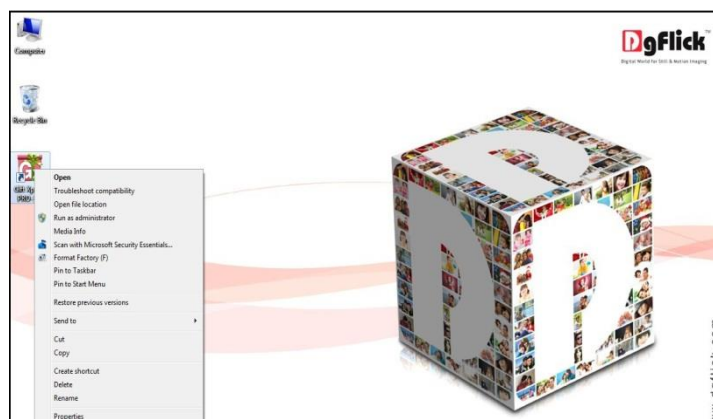 Computer
DgFlick™
Digital World for Still & Motion Imaging
Recycle Bin
Open
Troubleshoot compatibility
Open file location
Run as administrator
Media Info
Scan with Microsoft Security Essentials...
Format Factory (F)
Pin to Taskbar
Pin to Start Menu
Restore previous versions
Send to
Cut
Copy
Create shortcut
Delete
Rename
Properties